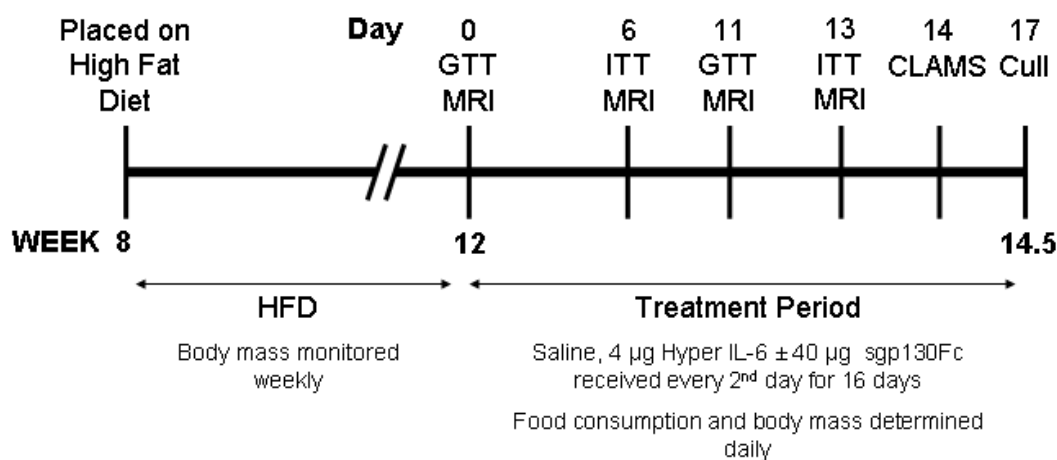 Placed on
High Fat
Diet
Day 0 6 11 13 14 17
GTT ITT GTT ITT CLAMS Cull
MRI MRI MRI MRI
WEEK 8 12 14.5
HFD
Body mass monitored
weekly
Treatment Period
Saline, 4 µg Hyper IL-6 ± 40 µg sgp130Fc
received every 2nd day for 16 days
Food consumption and body mass determined
daily